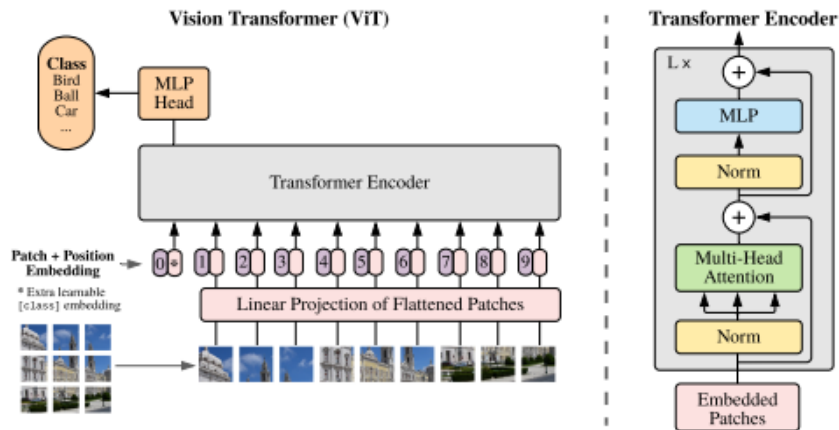 Vision Transformer (ViT)
Class
Bird
Ball
Car
...
MLP
Head
Transformer Encoder
Patch + Position
Embedding
0 * 1 2 3 4 5 6 7 8 9
* Extra learnable
[class] embedding
Linear Projection of Flattened Patches
Transformer Encoder
L x
+
MLP
Norm
+
Multi-Head
Attention
Norm
Embedded
Patches